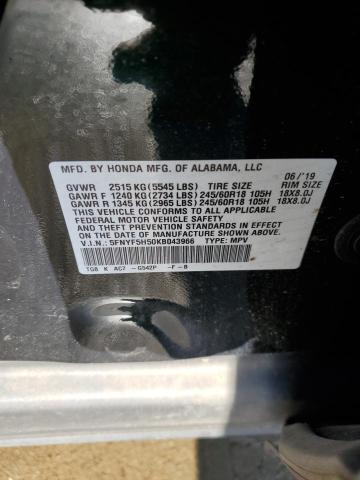 MFD. BY HONDA MFG. OF ALABAMA, LLC 06/'19
GVWR 2515 KG (5545 LBS) TIRE SIZE RIM SIZE
GAWR F 1240 KG (2734 LBS) 245/60R18 105H 18X8.0J
GAWR R 1345 KG (2965 LBS) 245/60R18 105H 18X8.0J
THIS VEHICLE CONFORMS TO ALL APPLICABLE
FEDERAL MOTOR VEHICLE
SAFETY STANDARDS IN EFFECT ON
THE DATE OF MANUFACTURE SHOWN ABOVE.
V.I.N.: 5FNYF5H50KB043966 TYPE: MPV
TG8 K AC7 - G542P -F-B